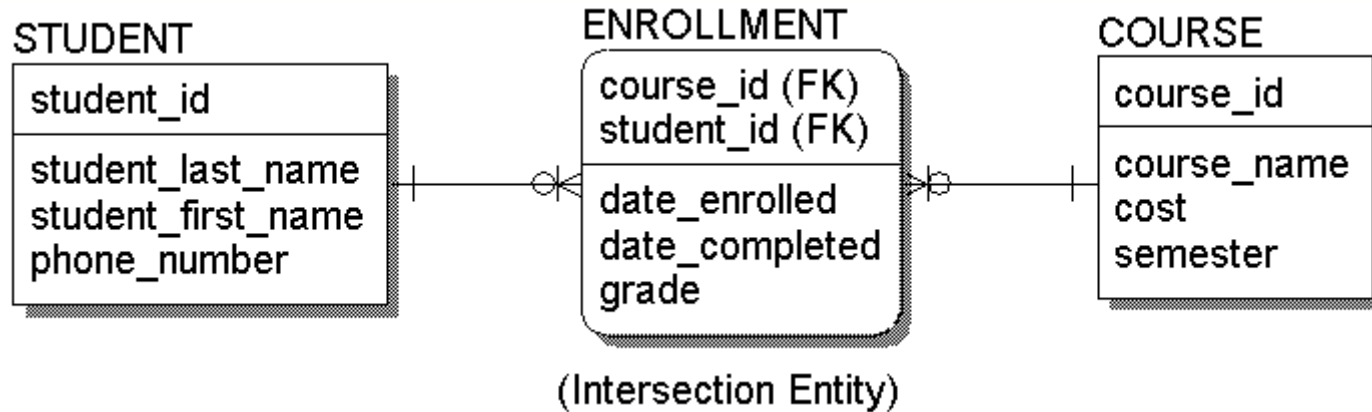 STUDENT
student_id
student_last_name
student_first_name
phone_number
ENROLLMENT
course_id (FK)
student_id (FK)
date_enrolled
date_completed
grade
(Intersection Entity)
COURSE
course_id
course_name
cost
semester